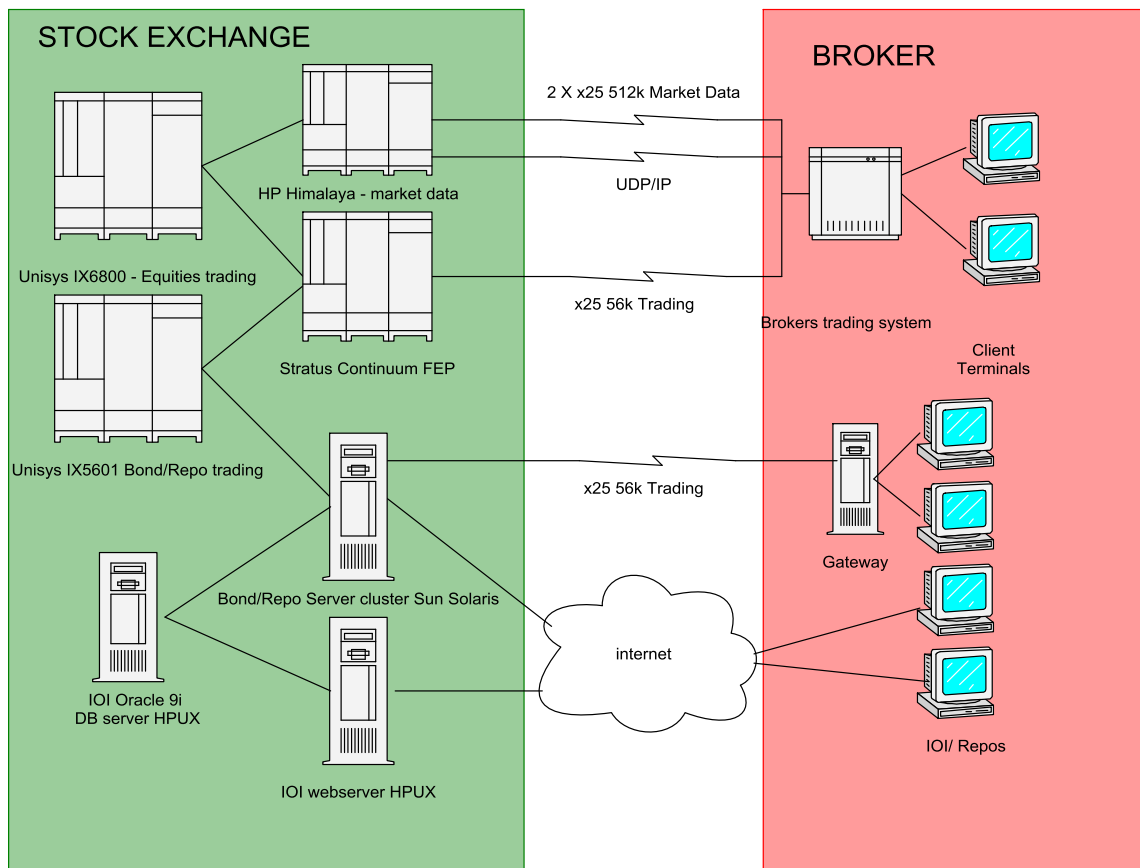 STOCK EXCHANGE
BROKER
2 X x25 512k Market Data
HP Himalaya - market data
UDP/IP
Unisys IX6800 - Equities trading
x25 56k Trading
Brokers trading system
Stratus Continuum FEP
Client
Terminals
Unisys IX5601 Bond/Repo trading
x25 56k Trading
Gateway
Bond/Repo Server cluster Sun Solaris
internet
IOI Oracle 9i
DB server HPUX
IOI/ Repos
IOI webserver HPUX